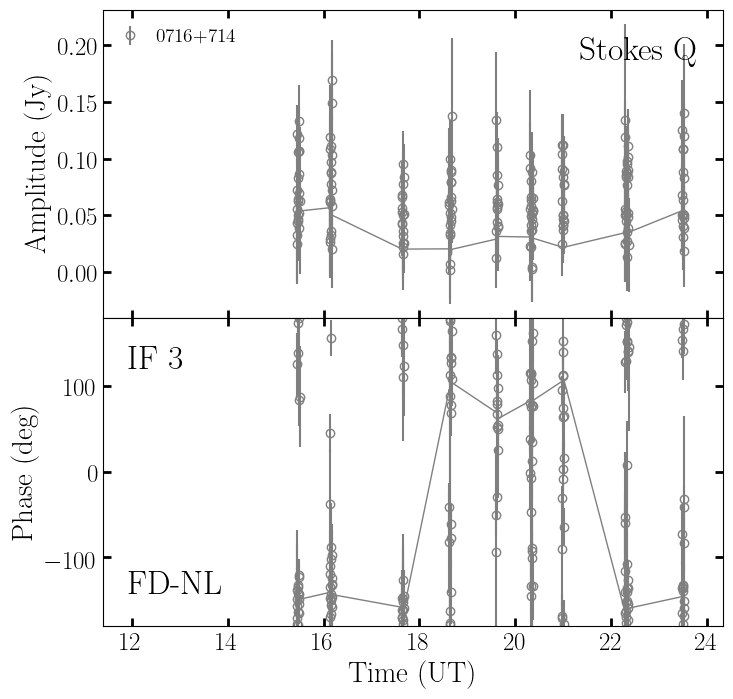 0716+714
Stokes Q
0.20
0.15
0.10
0.05
0.00
Amplitude (Jy)
IF 3
100
0
−100
Phase (deg)
FD-NL
12 14 16 18 20 22 24
Time (UT)